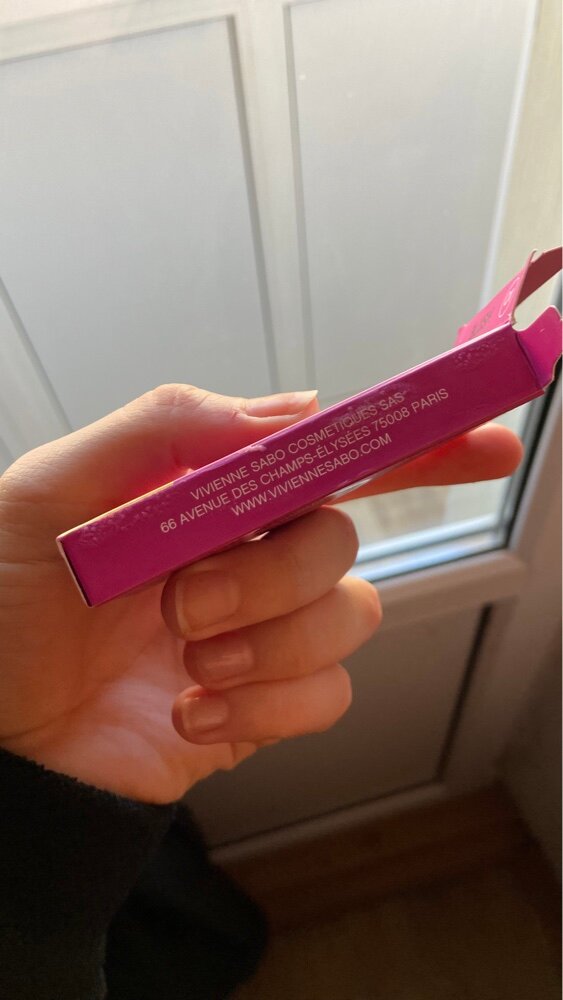 VIVIENNE SABO COSMETIQUES SAS
66 AVENUE DES CHAMPS-ÉLYSÉES 75008 PARIS
WWW.VIVIENNESABO.COM